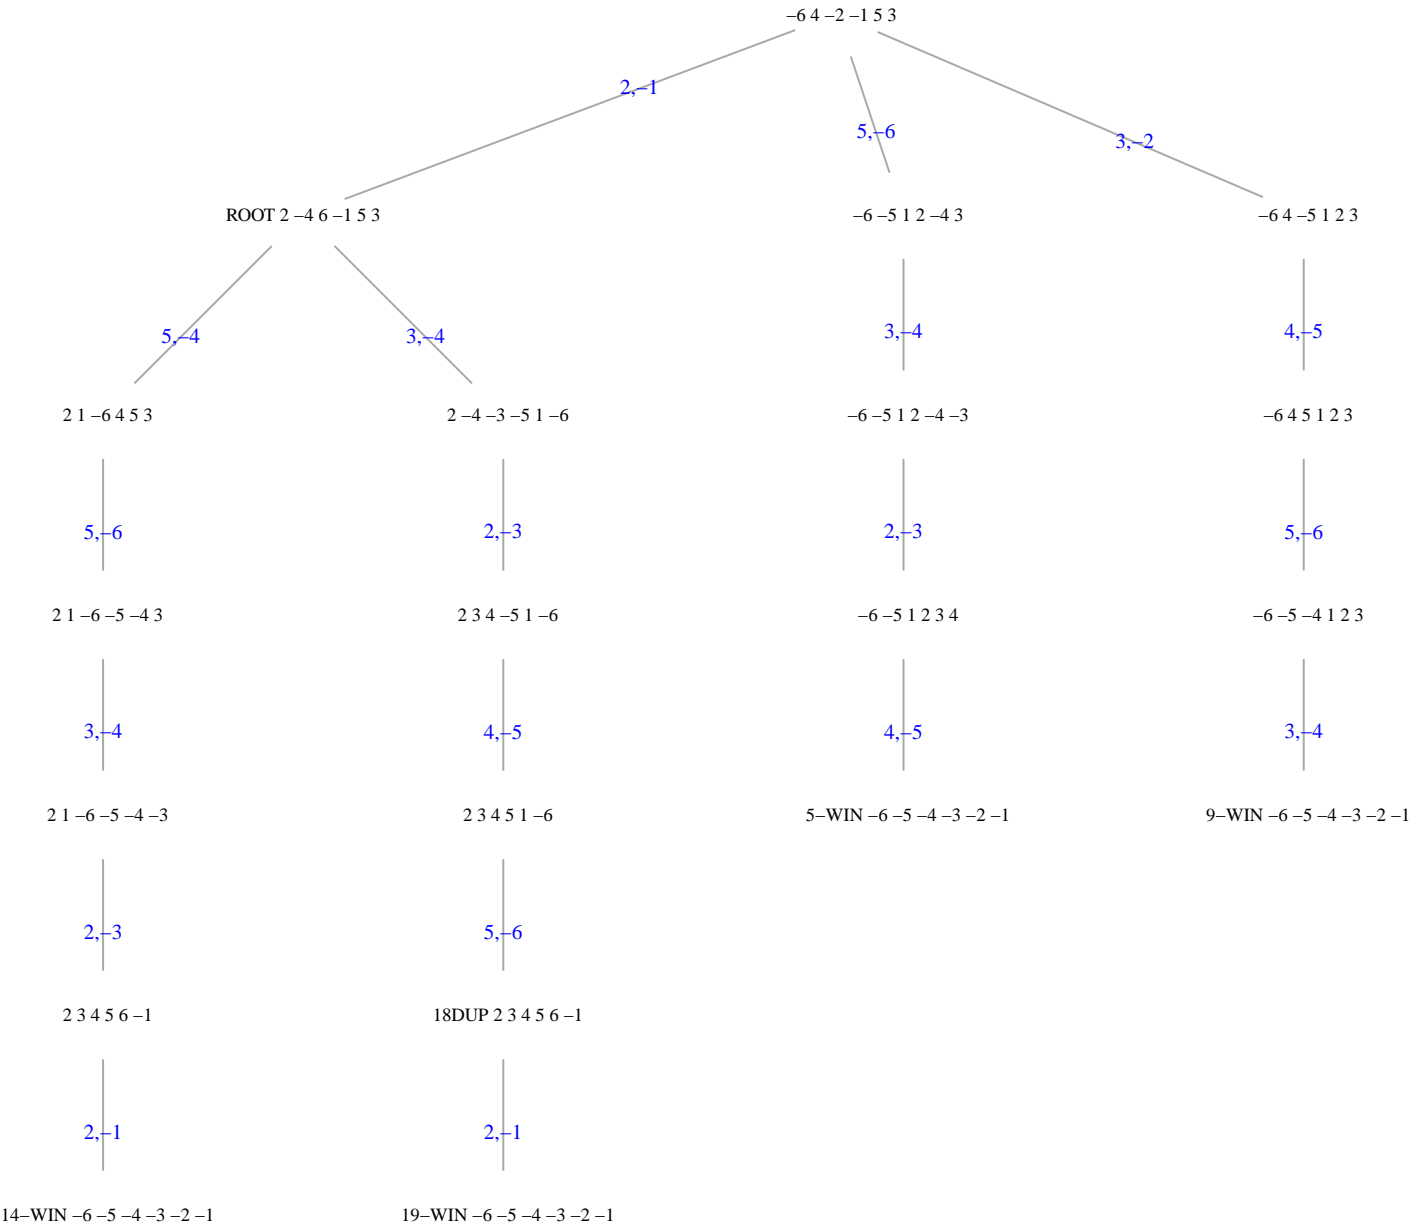 –6 4 –2 –1 5 3
2,–1
5,–6
3,–2
ROOT 2 –4 6 –1 5 3
–6 –5 1 2 –4 3
–6 4 –5 1 2 3
5,–4
3,–4
3,–4
4,–5
2 1 –6 4 5 3
2 –4 –3 –5 1 –6
–6 –5 1 2 –4 –3
–6 4 5 1 2 3
5,–6
2,–3
2,–3
5,–6
2 1 –6 –5 –4 3
2 3 4 –5 1 –6
–6 –5 1 2 3 4
–6 –5 –4 1 2 3
3,–4
4,–5
4,–5
3,–4
2 1 –6 –5 –4 –3
2 3 4 5 1 –6
5–WIN –6 –5 –4 –3 –2 –1
9–WIN –6 –5 –4 –3 –2 –1
2,–3
5,–6
2 3 4 5 6 –1
18DUP 2 3 4 5 6 –1
2,–1
2,–1
14–WIN –6 –5 –4 –3 –2 –1
19–WIN –6 –5 –4 –3 –2 –1